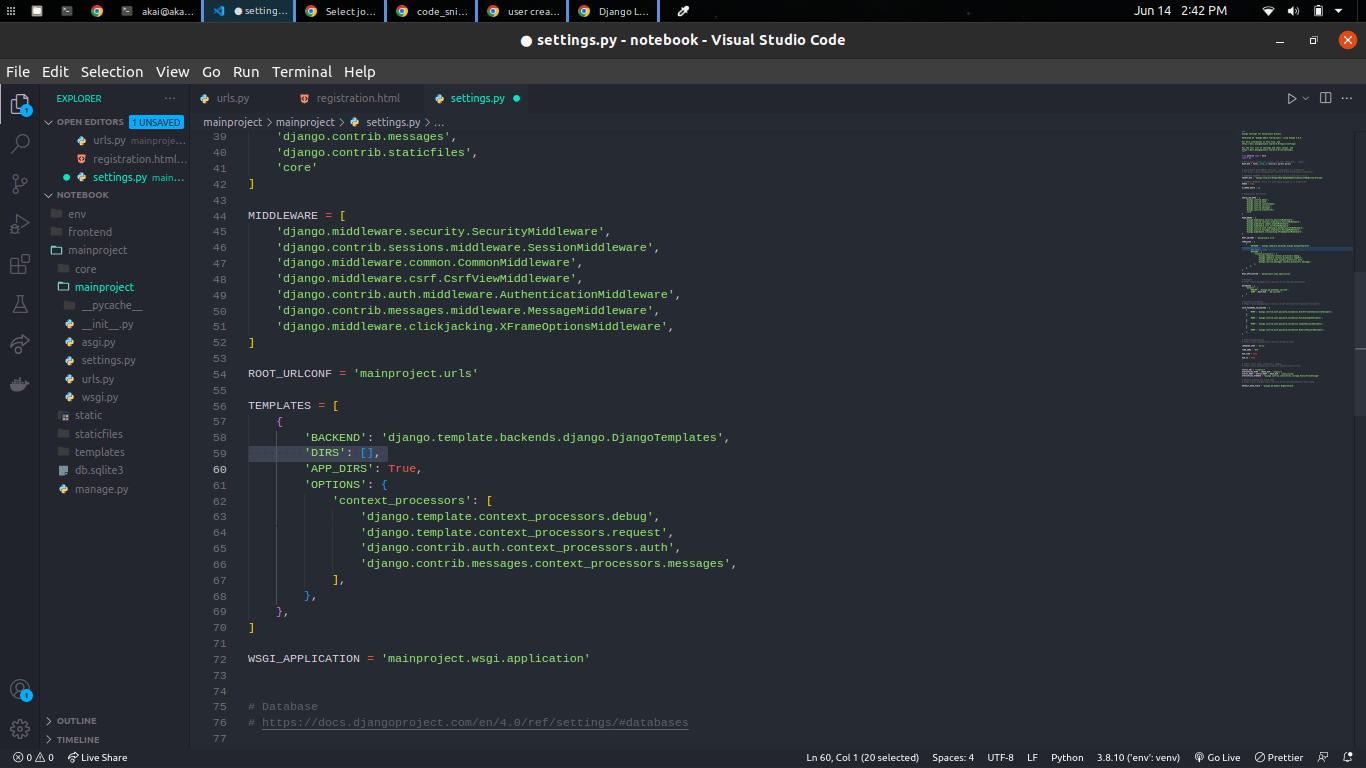 akai@aka...
● setting...
Select jo...
code_sni...
user crea...
Django L...
Jun 14 2:42 PM
● settings.py - notebook - Visual Studio Code
File Edit Selection View Go Run Terminal Help
EXPLORER ...
urls.py
registration.html
settings.py ●
OPEN EDITORS 1 UNSAVED
urls.py mainproje...
registration.html...
● settings.py main...
NOTEBOOK
env
frontend
mainproject
core
mainproject
__pycache__
__init__.py
asgi.py
settings.py
urls.py
wsgi.py
static
staticfiles
templates
db.sqlite3
manage.py
OUTLINE
TIMELINE
1
1
mainproject > mainproject > settings.py > ...
39 'django.contrib.messages',
40 'django.contrib.staticfiles',
41 'core'
42 ]
43
44 MIDDLEWARE = [
45 'django.middleware.security.SecurityMiddleware',
46 'django.contrib.sessions.middleware.SessionMiddleware',
47 'django.middleware.common.CommonMiddleware',
48 'django.middleware.csrf.CsrfViewMiddleware',
49 'django.contrib.auth.middleware.AuthenticationMiddleware',
50 'django.contrib.messages.middleware.MessageMiddleware',
51 'django.middleware.clickjacking.XFrameOptionsMiddleware',
52 ]
53
54 ROOT_URLCONF = 'mainproject.urls'
55
56 TEMPLATES = [
57 {
58 'BACKEND': 'django.template.backends.django.DjangoTemplates',
59 'DIRS': [],
60 'APP_DIRS': True,
61 'OPTIONS': {
62 'context_processors': [
63 'django.template.context_processors.debug',
64 'django.template.context_processors.request',
65 'django.contrib.auth.context_processors.auth',
66 'django.contrib.messages.context_processors.messages',
67 ],
68 },
69 },
70 ]
71
72 WSGI_APPLICATION = 'mainproject.wsgi.application'
73
74
75 # Database
76 # https://docs.djangoproject.com/en/4.0/ref/settings/#databases
77
0 0 Live Share
Ln 60, Col 1 (20 selected) Spaces: 4 UTF-8 LF Python 3.8.10 ('env': venv) Go Live Prettier